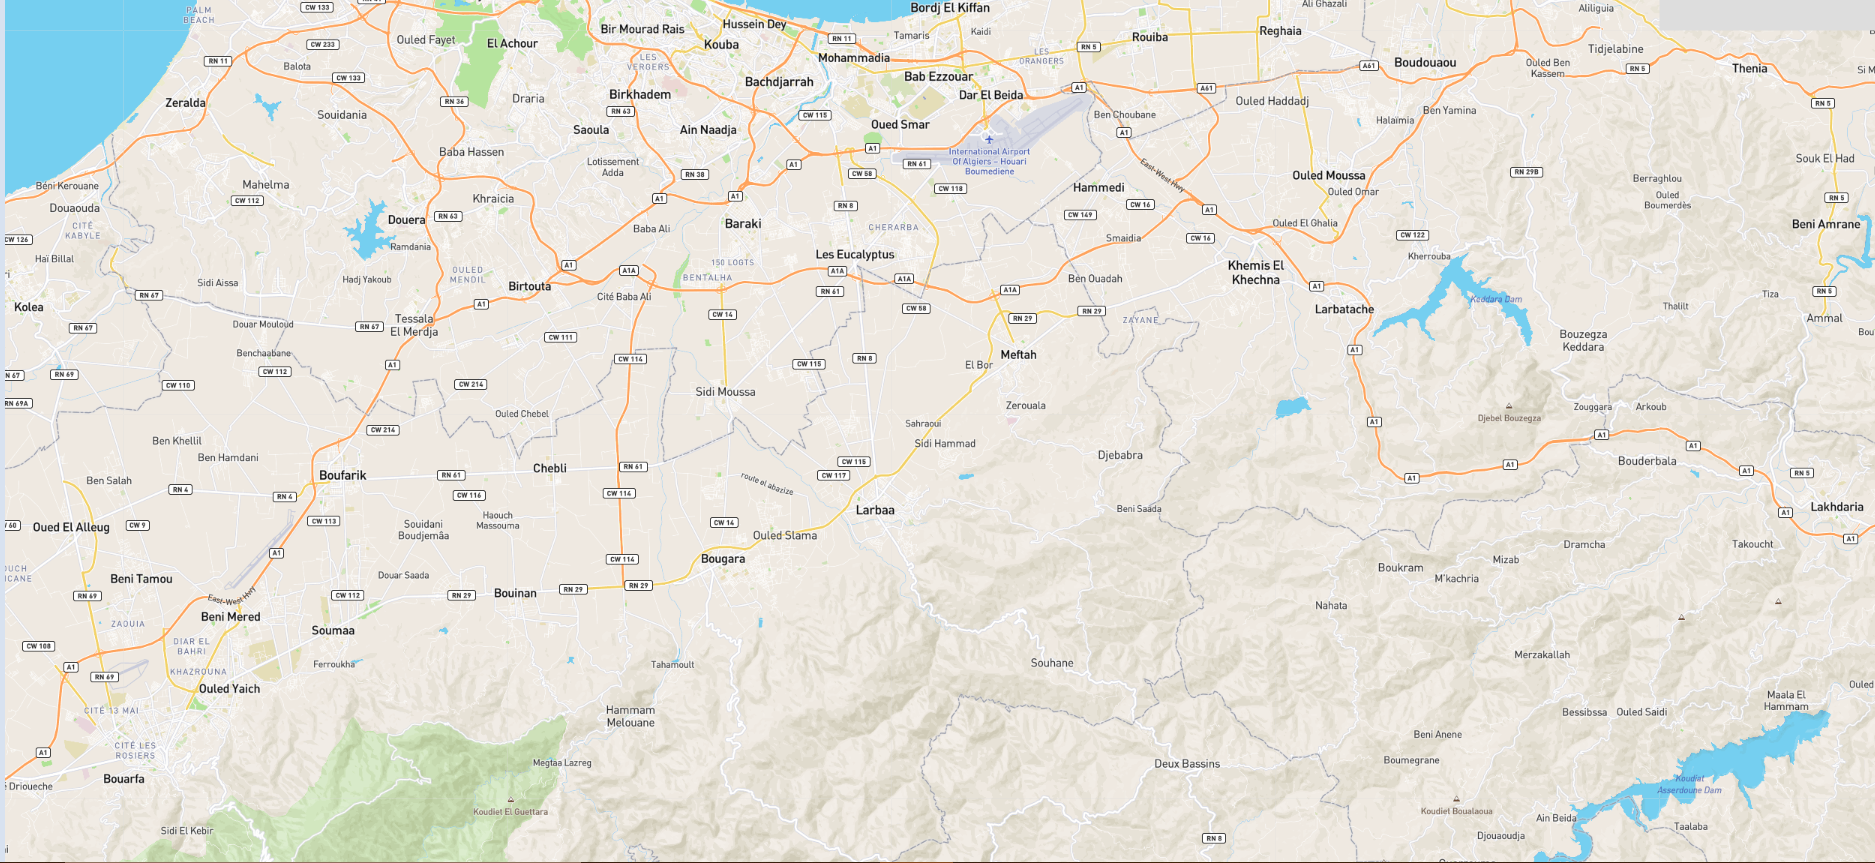 PALM
BEACH
CW 133
Bordj El Kiffan
Ali Ghazali
Aliliguia
Hussein Dey
Bir Mourad Rais
Kouba
RN 11
Tamaris
Kaidi
Rouiba
Reghaia
Ouled Fayet
El Achour
CW 233
RN 11
Balota
CW 133
LES
VERGERS
Mohammadia
LES
ORANGERS
RN 5
A61
Boudouaou
Tidjelabine
Ouled Ben
Kassem
RN 5
Thenia
Si M
Bab Ezzouar
Bachdjarrah
Birkhadem
Dar El Beida
A1
A61
Zeralda
RN 36
Draria
Souidania
RN 63
Saoula
Ain Naadja
CW 115
Oued Smar
Ben Choubane
Ouled Haddadj
Halaïmia
Ben Yamina
RN 5
A1
Baba Hassen
Lotissement
Adda
RN 38
A1
A1
RN 61
International Airport
Of Algiers - Houari
Boumediene
East-West Hwy
Souk El Had
Béni Kerouane
Mahelma
CW 112
CW 58
CW 118
Hammedi
Ouled Moussa
Ouled Omar
RN 29B
Berraghlou
Ouled
Boumerdès
Douaouda
CITÉ
KABYLE
Khraicia
A1
A1
RN 8
CW 16
CW 149
A1
RN 5
Douera
RN 63
Baba Ali
Baraki
CHERARBA
Smaidia
CW 16
Ouled El Ghalia
CW 122
Beni Amrane
CW 126
Haï Billal
Ramdania
OULED
MENDIL
Les Eucalyptus
Kherrouba
Sidi Aissa
Hadj Yakoub
A1
A1A
150 LOGTS
BENTALHA
A1A
A1A
Ben Ouadah
Khemis El
Khechna
A1
RN 67
Birtouta
Cité Baba Ali
RN 61
A1A
Keddara Dam
Tiza
RN 5
Kolea
A1
CW 14
CW 58
RN 29
RN 29
ZAYANE
Larbatache
Thalilt
Ammal
RN 67
Douar Mouloud
RN 67
Tessala
El Merdja
CW 111
Bouzegza
Keddara
Bou
Benchaabane
CW 112
A1
CW 114
CW 115
RN 8
Meftah
El Bor
A1
N 67
RN 69
CW 110
CW 214
RN 69A
Sidi Moussa
Zerouala
Ouled Chebel
Djebel Bouzegza
Zouggara
Arkoub
CW 214
Sahraoui
A1
A1
Ben Khellil
Ben Hamdani
Sidi Hammad
Djebabra
A1
A1
RN 5
Bouderbala
Boufarik
RN 61
Chebli
RN 61
CW 115
CW 117
route el abazize
A1
A1
Ben Salah
RN 4
RN 4
CW 116
CW 114
Larbaa
Beni Saada
Lakhdaria
A1
/ 60
Oued El Alleug
CW 9
CW 113
Souidani
Boudjemâa
Haouch
Massouma
CW 14
Ouled Slama
A1
Dramcha
Takoucht
A1
CW 114
Bougara
Mizab
Boukram
M'kachria
OUCH
ICANE
Beni Tamou
Douar Saada
RN 69
East-West Hwy
CW 112
RN 29
Bouinan
RN 29
RN 29
Nahata
Beni Mered
ZAOUIA
Soumaa
CW 108
DIAR EL
BAHRI
Merzakallah
A1
RN 69
KHAZROUNA
Ferroukha
Tahamoult
Souhane
Ouled Yaich
Maala El
Hammam
Ouled
CITÉ 13 MAI
Hammam
Melouane
Bessibssa
Ouled Saidi
Beni Anene
A1
CITÉ LES
ROSIERS
Megtaa Lazreg
Deux Bassins
Boumegrane
Bouarfa
Driouche
Koudiat
Asserdoune Dam
Koudiet El Guettara
Koudiet Boualaoua
Ain Beida
Sidi El Kebir
RN 8
Djouaoudja
Taalaba